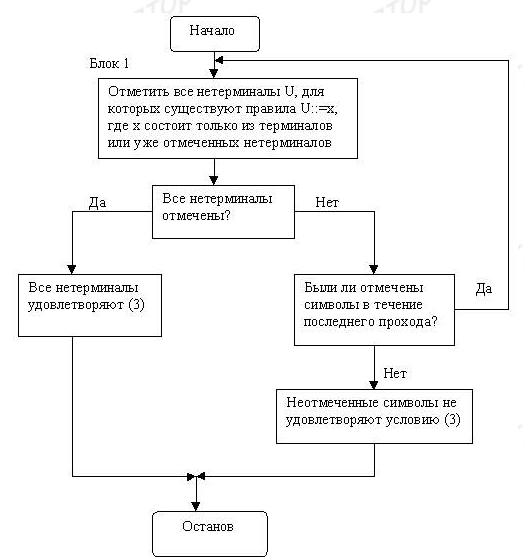 Начало
Блок 1
Отметить все нетерминалы U, для
которых существуют правила U::=x,
где x состоит только из терминалов
или уже отмеченных нетерминалов
Все нетерминалы
отмечены?
Да
Нет
Все нетерминалы
удовлетворяют (3)
Были ли отмечены
символы в течение
последнего прохода?
Да
Нет
Неотмеченные символы не
удовлетворяют условию (3)
Останов